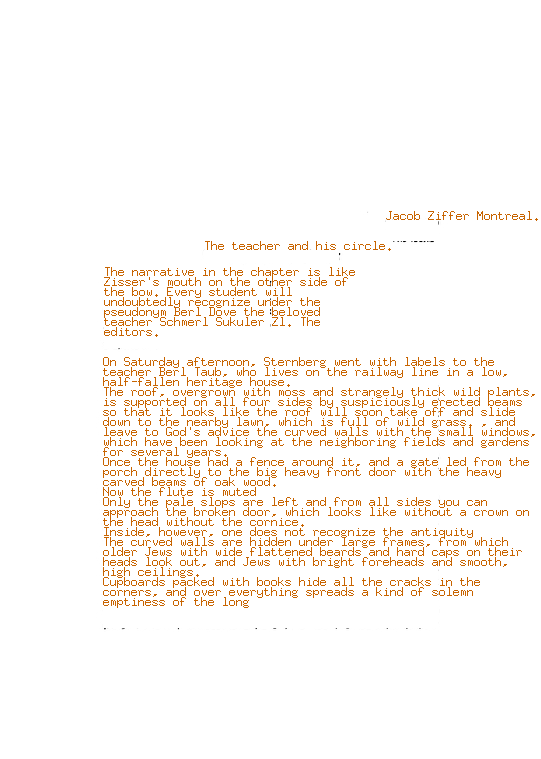 Jacob Ziffer Montreal.
The teacher and his circle.
The narrative in the chapter is like
Zisser's mouth on the other side of
the bow. Every student will
undoubtedly recognize under the
pseudonym Berl Dove the beloved
teacher Schmerl Sukuler Zl. The
editors.
On Saturday afternoon, Sternberg went with labels to the
teacher Berl Taub, who lives on the railway line in a low,
half-fallen heritage house.
The roof, overgrown with moss and strangely thick wild plants,
is supported on all four sides by suspiciously erected beams
so that it looks like the roof will soon take off and slide
down to the nearby lawn, which is full of wild grass, , and
leave to God's advice the curved walls with the small windows,
which have been looking at the neighboring fields and gardens
for several years.
Once the house had a fence around it, and a gate led from the
porch directly to the big heavy front door with the heavy
carved beams of oak wood.
Now the flute is muted
Only the pale slops are left and from all sides you can
approach the broken door, which looks like without a crown on
the head without the cornice.
Inside, however, one does not recognize the antiquity
The curved walls are hidden under large frames, from which
older Jews with wide flattened beards and hard caps on their
heads look out, and Jews with bright foreheads and smooth,
high ceilings.
Cupboards packed with books hide all the cracks in the
corners, and over everything spreads a kind of solemn
emptiness of the long